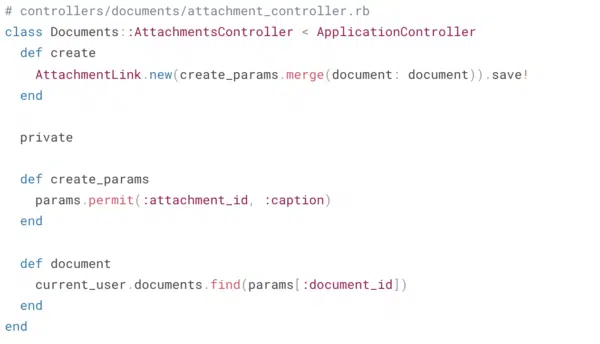 # controllers/documents/attachment_controller.rb
class Documents::AttachmentsController < ApplicationController
  def create
    AttachmentLink.new(create_params.merge(document: document)).save!
  end

  private

  def create_params
    params.permit(:attachment_id, :caption)
  end

  def document
    current_user.documents.find(params[:document_id])
  end
end